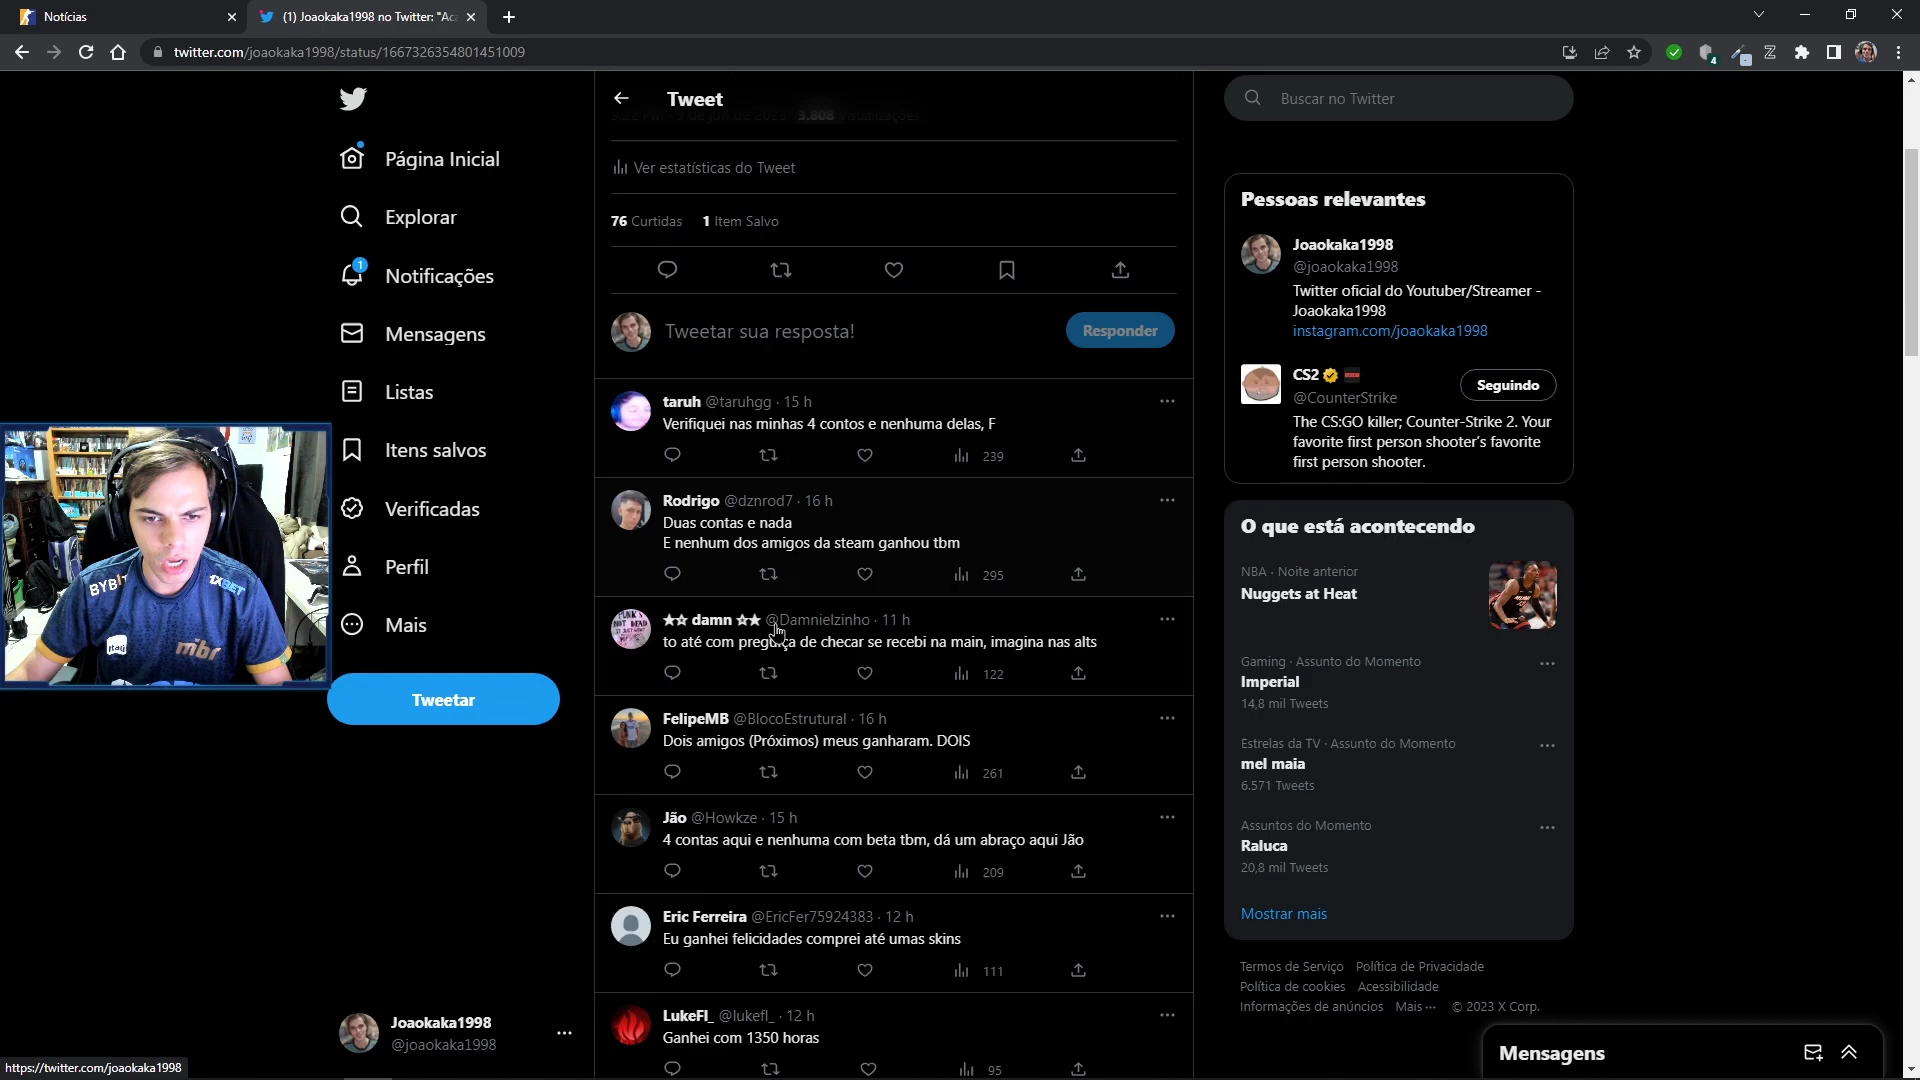 Notícias
(1) Joaokaka1998 no Twitter: "Aca
twitter.com/joaokaka1998/status/1667326354801451009
4
Tweet
3.808 Visualizações
Buscar no Twitter
Página Inicial
Explorar
1
Notificações
Mensagens
Listas
Itens salvos
Verificadas
Perfil
Mais
Tweetar
BYBIT
1XBET
mbr
Joaokaka1998
@joaokaka1998
https://twitter.com/joaokaka1998
Ver estatísticas do Tweet
76 Curtidas 1 Item Salvo
Tweetar sua resposta!
Responder
taruh @taruhgg · 15 h
Verifiquei nas minhas 4 contos e nenhuma delas, F
239
Rodrigo @dznrod7 · 16 h
Duas contas e nada
E nenhum dos amigos da steam ganhou tbm
295
★☆ damn ☆★ @Damnielzinho · 11 h
to até com preguiça de checar se recebi na main, imagina nas alts
122
FelipeMB @BlocoEstrutural · 16 h
Dois amigos (Próximos) meus ganharam. DOIS
261
Jão @Howkze · 15 h
4 contas aqui e nenhuma com beta tbm, dá um abraço aqui Jão
209
Eric Ferreira @EricFer75924383 · 12 h
Eu ganhei felicidades comprei até umas skins
111
LukeFl_ @lukefl_ · 12 h
Ganhei com 1350 horas
95
Pessoas relevantes
Joaokaka1998
@joaokaka1998
Twitter oficial do Youtuber/Streamer -
Joaokaka1998
instagram.com/joaokaka1998
CS2
@CounterStrike
Seguindo
The CS:GO killer; Counter-Strike 2. Your
favorite first person shooter's favorite
first person shooter.
O que está acontecendo
NBA · Noite anterior
Nuggets at Heat
Gaming · Assunto do Momento
Imperial
14,8 mil Tweets
Estrelas da TV · Assunto do Momento
mel maia
6.571 Tweets
Assuntos do Momento
Raluca
20,8 mil Tweets
Mostrar mais
Termos de Serviço Política de Privacidade
Política de cookies Acessibilidade
Informações de anúncios Mais ··· © 2023 X Corp.
Mensagens